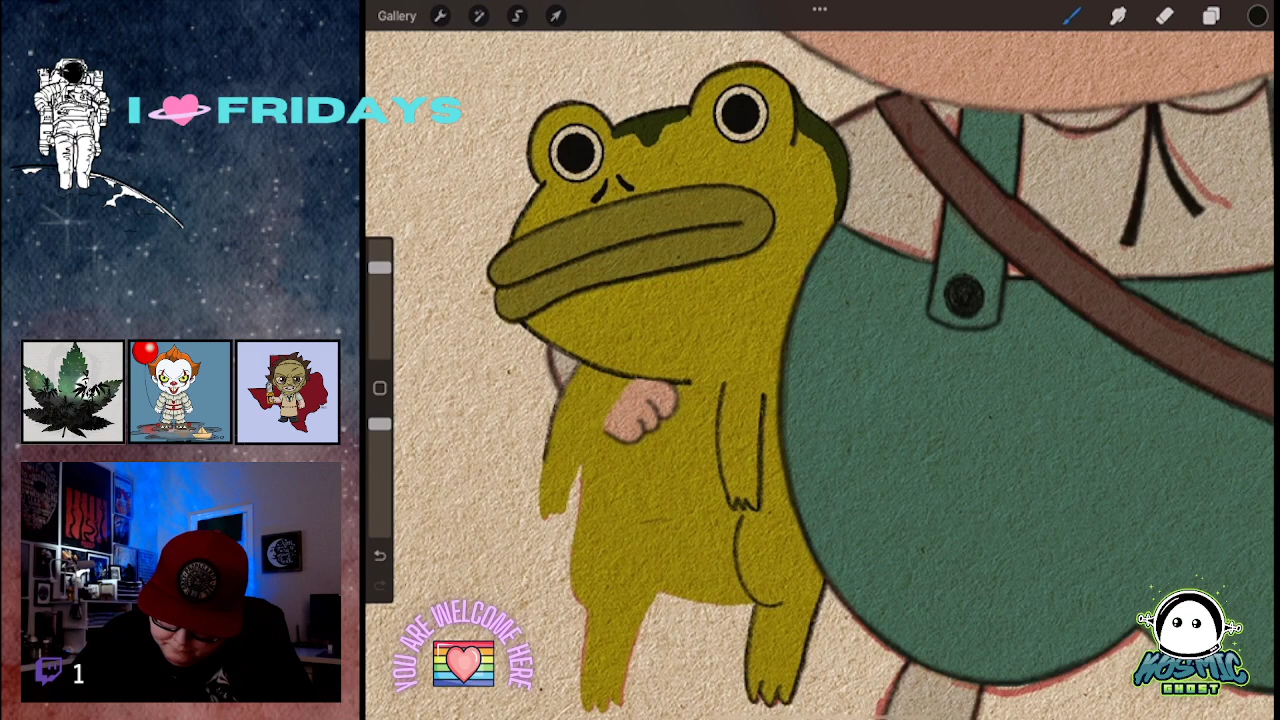 Gallery
I FRIDAYS
1
YOU ARE WELCOME HERE
KOSMIC
GHOST